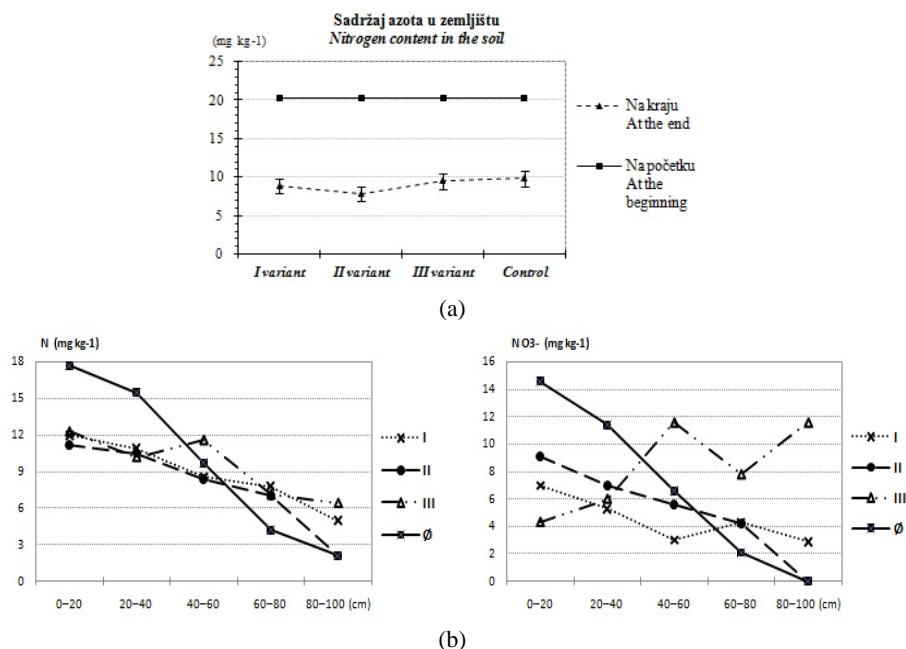 Sadržaj azota u zemljištu
Nitrogen content in the soil
(mg kg-1)
25
20
15
10
5
0
I variant II variant III variant Control
Na kraju
At the end
Na početku
At the
beginning
(a)
N (mg kg-1)
18
15
12
9
6
3
0
0–20 20–40 40–60 60–80 80–100 (cm)
I
II
III
Ø
NO3- (mg kg-1)
16
14
12
10
8
6
4
2
0
0–20 20–40 40–60 60–80 80–100 (cm)
I
II
III
Ø
(b)